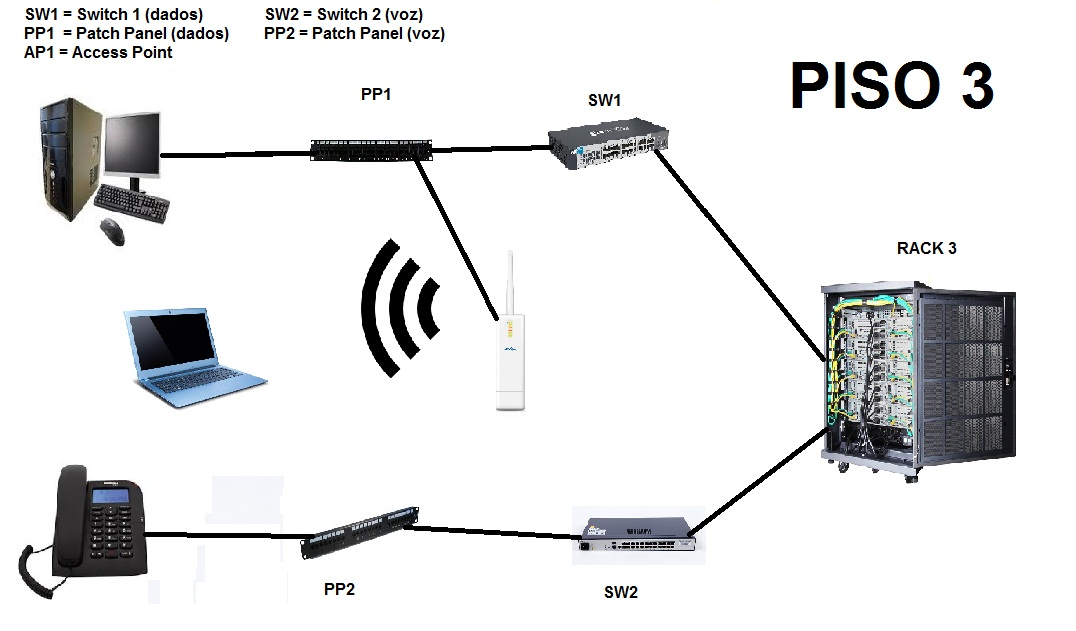 SW1 = Switch 1 (dados)
SW2 = Switch 2 (voz)
PP1 = Patch Panel (dados)
PP2 = Patch Panel (voz)
AP1 = Access Point
PISO 3
PP1
SW1
RACK 3
PP2
SW2